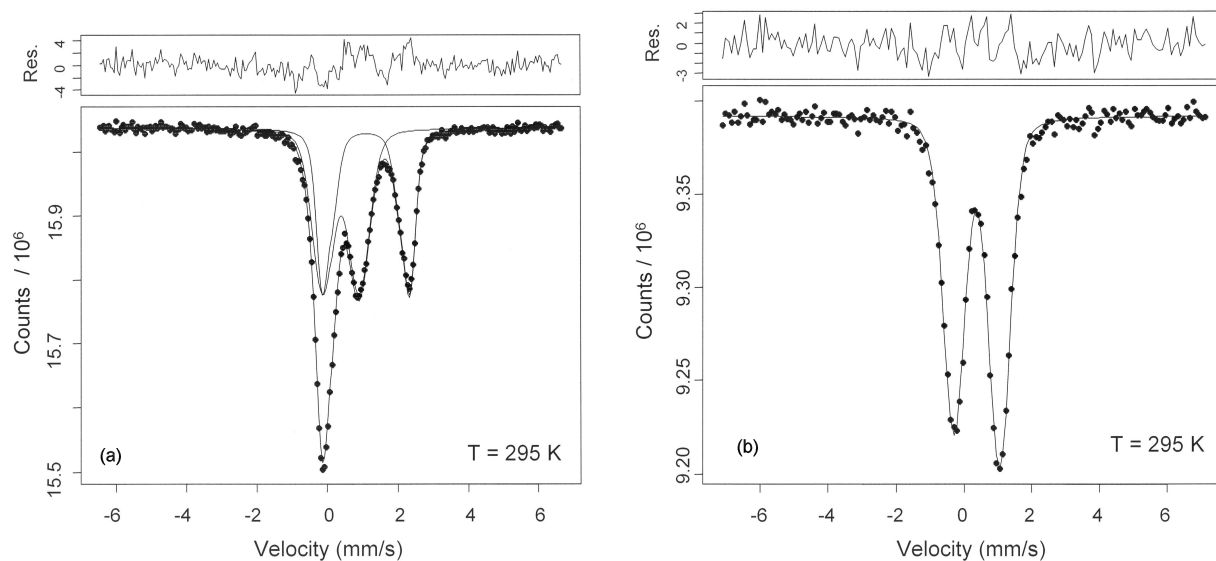 Res.
4
0
-4
Counts / 10⁶
15.9
15.7
15.5
(a)
T = 295 K
-6
-4
-2
0
2
4
6
Velocity (mm/s)
Res.
2
0
-3
Counts / 10⁶
9.35
9.30
9.25
9.20
(b)
T = 295 K
-6
-4
-2
0
2
4
6
Velocity (mm/s)